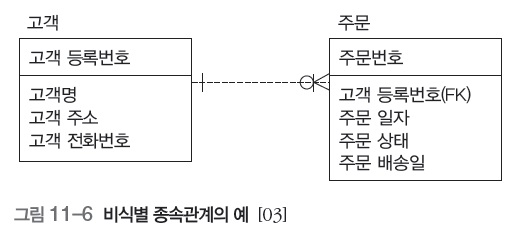 고객
고객 등록번호
고객명
고객 주소
고객 전화번호
주문
주문번호
고객 등록번호(FK)
주문 일자
주문 상태
주문 배송일
그림 11-6 비식별 종속관계의 예 [03]